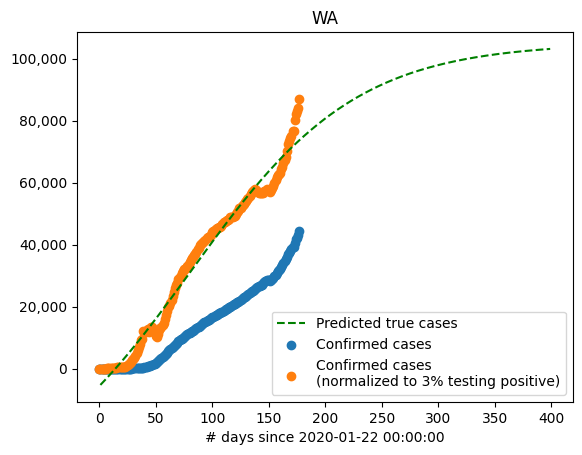 WA
100,000
80,000
60,000
40,000
20,000
0
Predicted true cases
Confirmed cases
Confirmed cases
(normalized to 3% testing positive)
0 50 100 150 200 250 300 350 400
# days since 2020-01-22 00:00:00